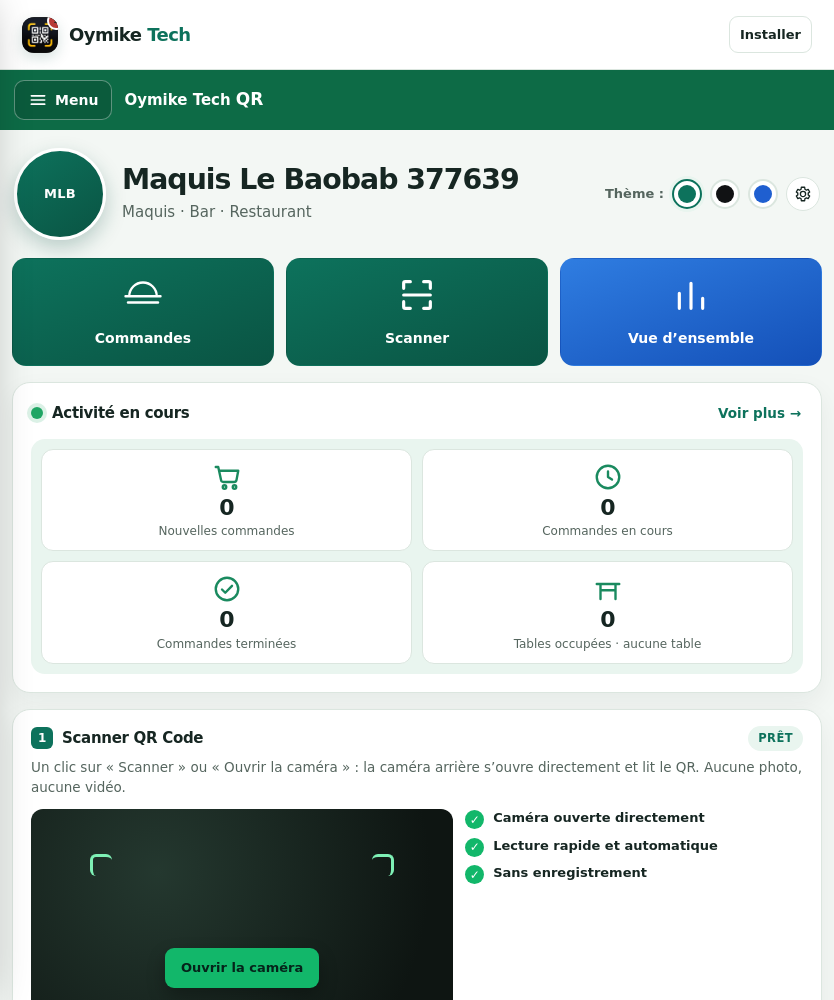 Oymike Tech
Installer
Menu
Oymike Tech QR
MLB
Maquis Le Baobab 377639
Maquis · Bar · Restaurant
Thème :
Commandes
Scanner
Vue d’ensemble
Activité en cours
Voir plus →
0
Nouvelles commandes
0
Commandes en cours
0
Commandes terminées
0
Tables occupées · aucune table
1
Scanner QR Code
PRÊT
Un clic sur « Scanner » ou « Ouvrir la caméra » : la caméra arrière s’ouvre directement et lit le QR. Aucune photo,
aucune vidéo.
Caméra ouverte directement
Lecture rapide et automatique
Sans enregistrement
Ouvrir la caméra